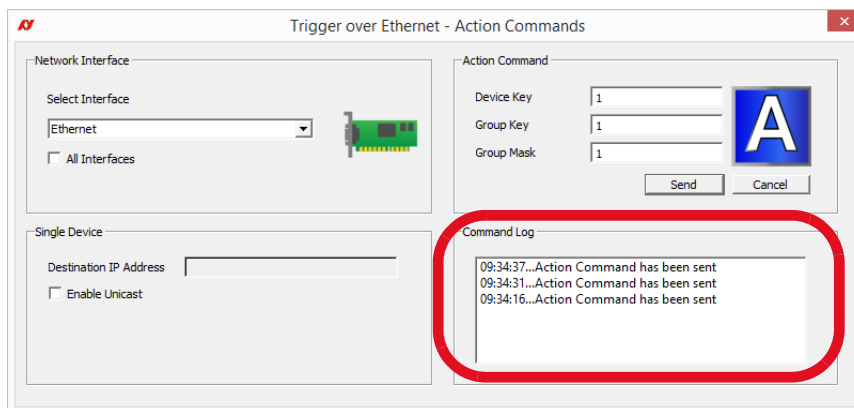 Trigger over Ethernet - Action Commands
Network Interface
Select Interface
Ethernet
All Interfaces
Action Command
Device Key 1
Group Key 1
Group Mask 1
A
Send Cancel
Single Device
Destination IP Address
Enable Unicast
Command Log
09:34:37...Action Command has been sent
09:34:31...Action Command has been sent
09:34:16...Action Command has been sent